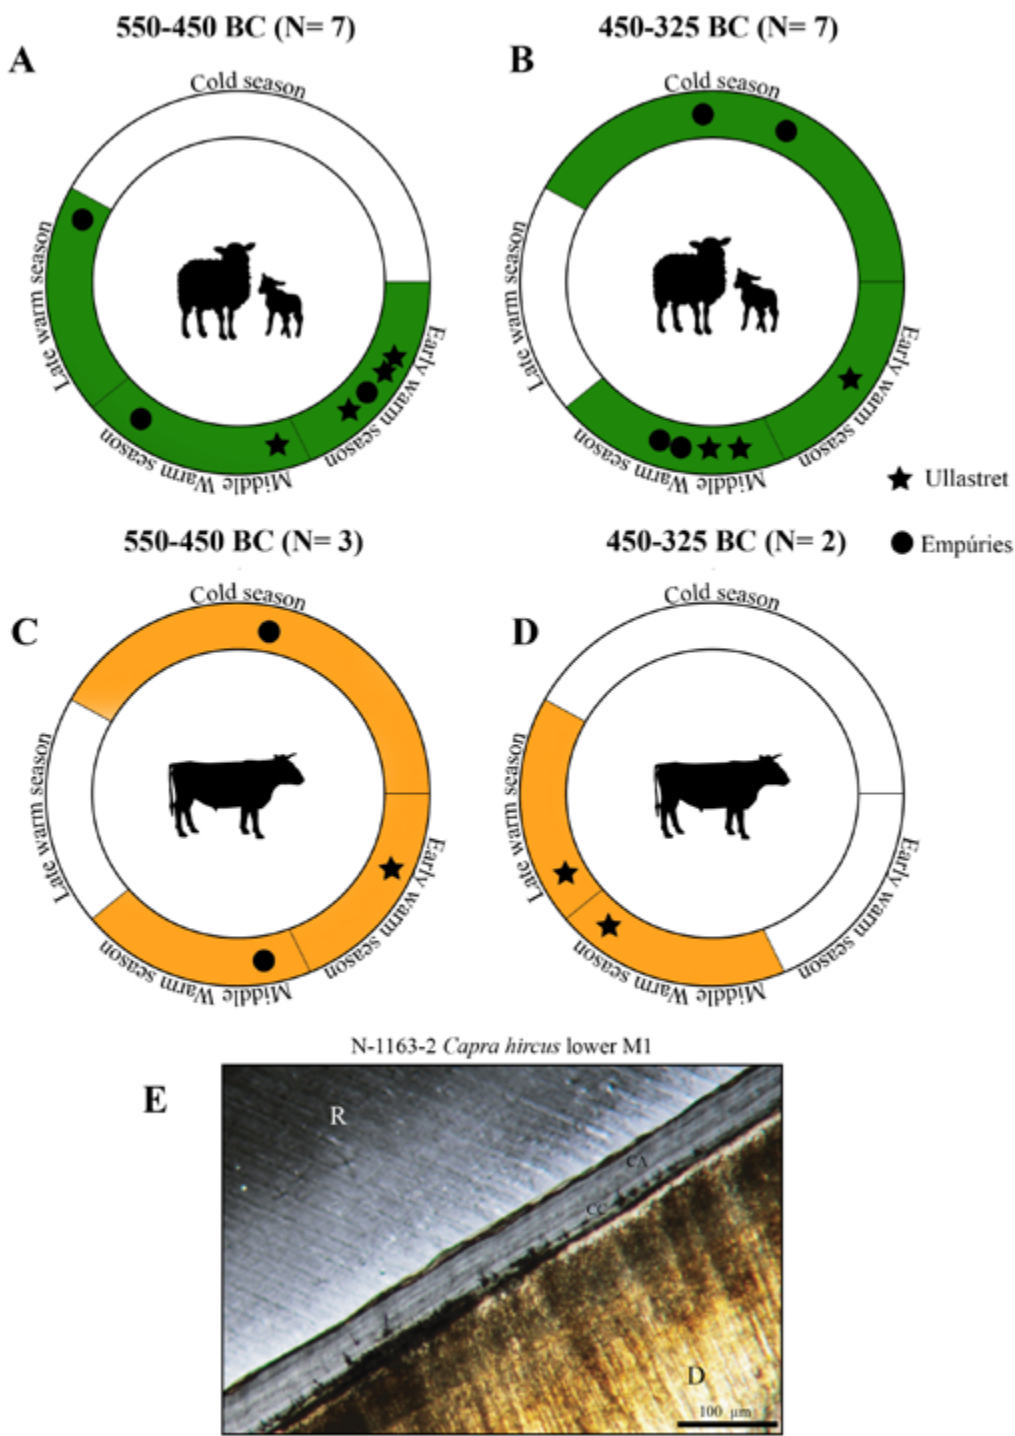 550-450 BC (N= 7)
450-325 BC (N= 7)
A
B
Cold season
Cold season
Late warm season
Middle Warm season
Early warm season
Late warm season
Middle Warm season
Early warm season
Ullastret
Empúries
550-450 BC (N= 3)
450-325 BC (N= 2)
C
D
Cold season
Cold season
Late warm season
Middle Warm season
Early warm season
Late warm season
Middle Warm season
Early warm season
N-1163-2 Capra hircus lower M1
E
R
CA
CC
D
100 µm